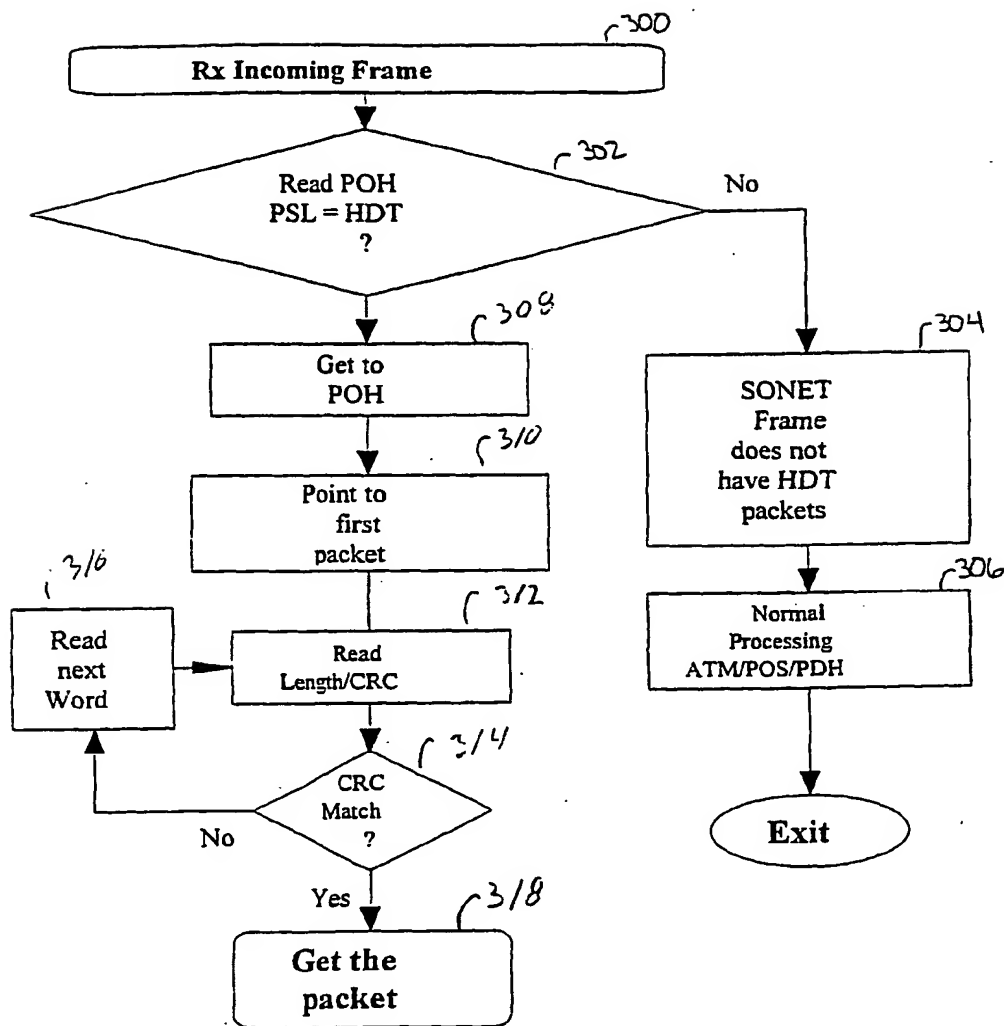 300
Rx Incoming Frame
302
Read POH
PSL = HDT
?
No
308
Get to
POH
304
SONET
Frame
does not
have HDT
packets
310
Point to
first
packet
316
Read
next
Word
312
Read
Length/CRC
306
Normal
Processing
ATM/POS/PDH
314
CRC
Match
?
No
Yes
Exit
318
Get the
packet